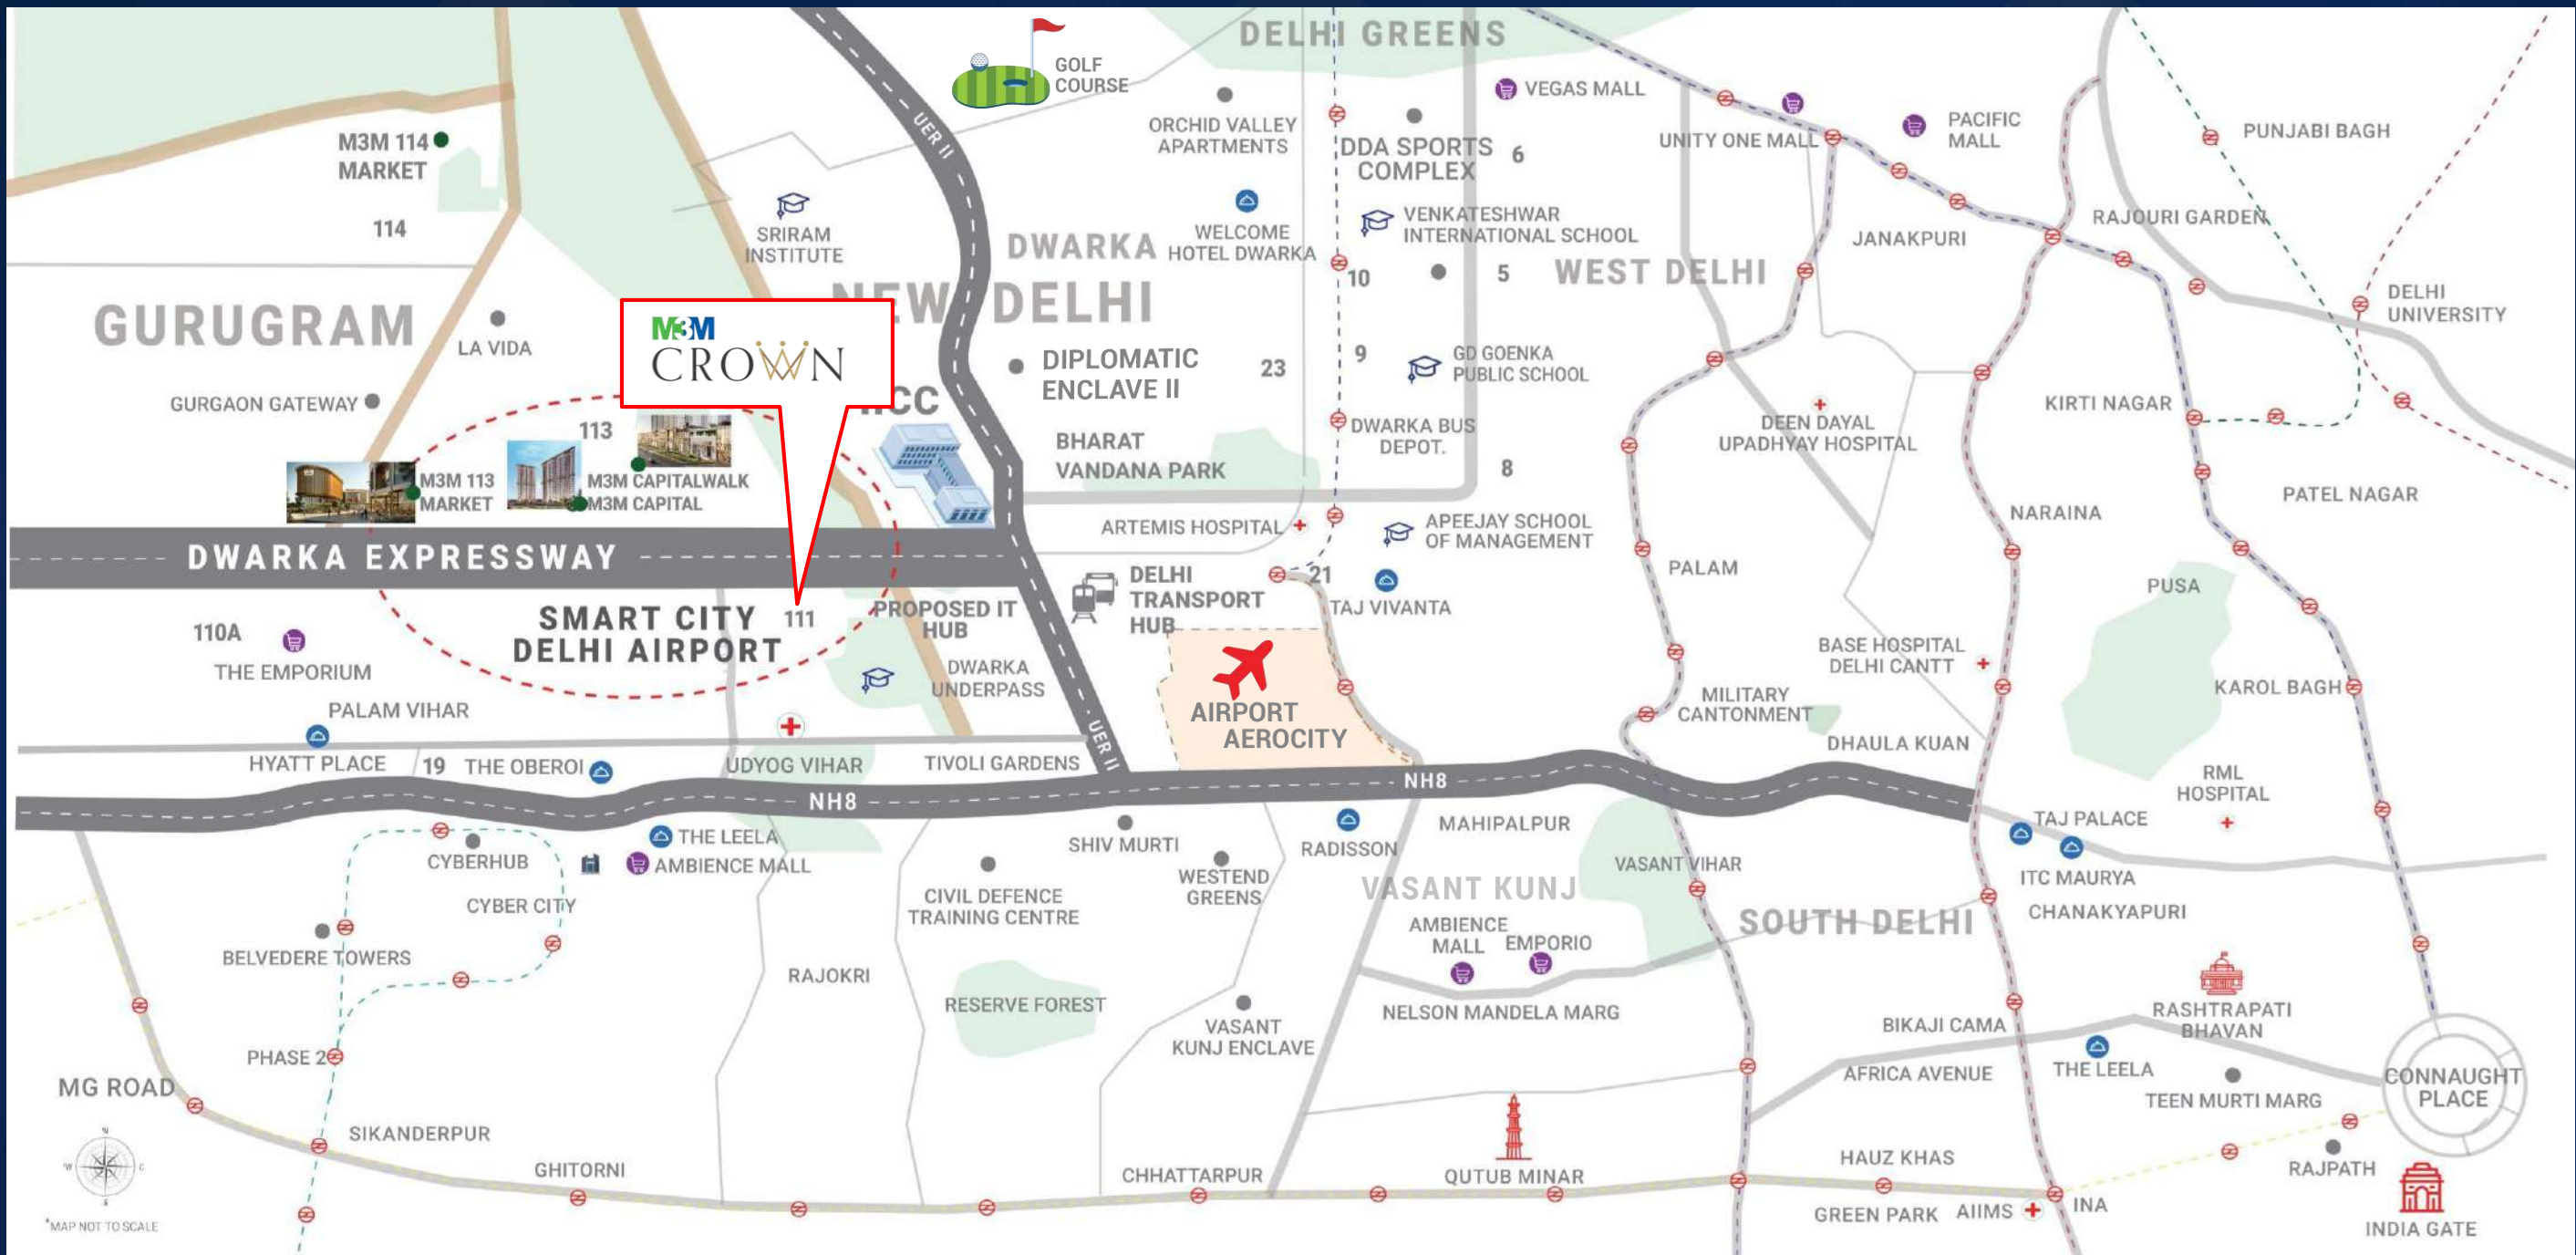 DELHI GREENS
GOLF
COURSE
UER II
VEGAS MALL
UNITY ONE MALL
PACIFIC
MALL
PUNJABI BAGH
M3M 114
MARKET
114
ORCHID VALLEY
APARTMENTS
DDA SPORTS
COMPLEX
6
SRIRAM
INSTITUTE
DWARKA
WELCOME
HOTEL DWARKA
VENKATESHWAR
INTERNATIONAL SCHOOL
JANAKPURI
RAJOURI GARDEN
GURUGRAM
LA VIDA
NEW DELHI
10
5
WEST DELHI
DELHI
UNIVERSITY
M3M
CROWN
GURGAON GATEWAY
DIPLOMATIC
ENCLAVE II
23
9
GD GOENKA
PUBLIC SCHOOL
KIRTI NAGAR
113
BHARAT
VANDANA PARK
DWARKA BUS
DEPOT.
8
DEEN DAYAL
UPADHYAY HOSPITAL
M3M 113
MARKET
M3M CAPITALWALK
M3M CAPITAL
PATEL NAGAR
NARAINA
ARTEMIS HOSPITAL
APEEJAY SCHOOL
OF MANAGEMENT
DWARKA EXPRESSWAY
DELHI
TRANSPORT
HUB
21
TAJ VIVANTA
PALAM
PUSA
SMART CITY
DELHI AIRPORT
111
PROPOSED IT
HUB
110A
THE EMPORIUM
DWARKA
UNDERPASS
AIRPORT
AEROCITY
BASE HOSPITAL
DELHI CANTT
KAROL BAGH
PALAM VIHAR
HYATT PLACE
19
THE OBEROI
UDYOG VIHAR
TIVOLI GARDENS
UER II
MILITARY
CANTONMENT
DHAULA KUAN
RML
HOSPITAL
NH8
NH8
THE LEELA
AMBIENCE MALL
CYBERHUB
CYBER CITY
SHIV MURTI
RADISSON
MAHIPALPUR
VASANT VIHAR
TAJ PALACE
ITC MAURYA
CHANAKYAPURI
CIVIL DEFENCE
TRAINING CENTRE
WESTEND
GREENS
VASANT KUNJ
SOUTH DELHI
AMBIENCE
MALL
EMPORIO
BELVEDERE TOWERS
RAJOKRI
RESERVE FOREST
VASANT
KUNJ ENCLAVE
NELSON MANDELA MARG
BIKAJI CAMA
RASHTRAPATI
BHAVAN
PHASE 2
MG ROAD
AFRICA AVENUE
THE LEELA
TEEN MURTI MARG
CONNAUGHT
PLACE
SIKANDERPUR
GHITORNI
CHHATTARPUR
QUTUB MINAR
HAUZ KHAS
GREEN PARK
AIIMS
INA
RAJPATH
INDIA GATE
*MAP NOT TO SCALE